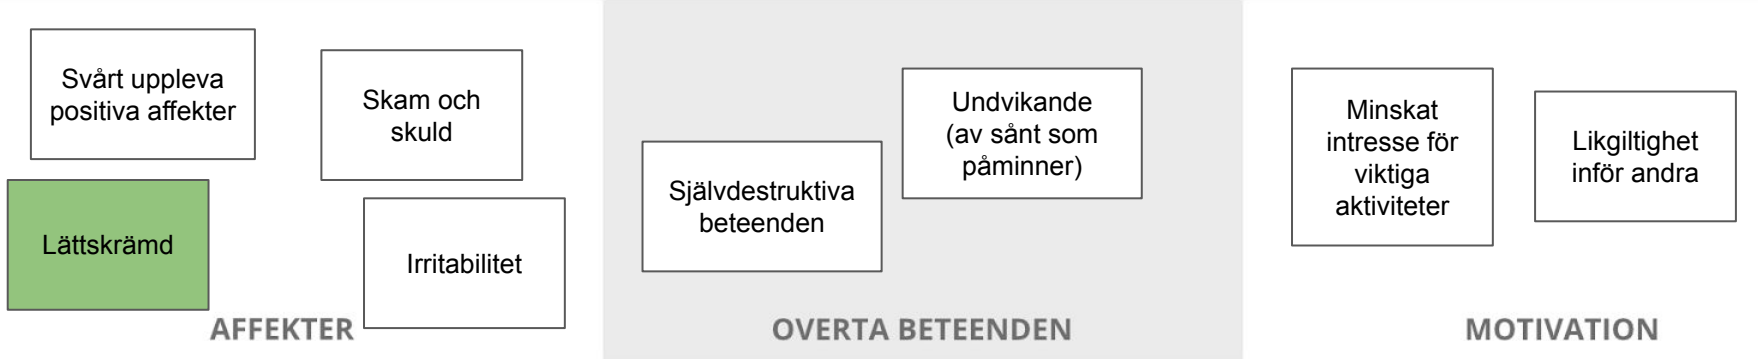 Svårt uppleva
positiva affekter
Skam och
skuld
Lättskrämd
Irritabilitet
AFFEKTER
Undvikande
(av sånt som
påminner)
Självdestruktiva
beteenden
OVERTA BETEENDEN
Minskat
intresse för
viktiga
aktiviteter
Likgiltighet
inför andra
MOTIVATION